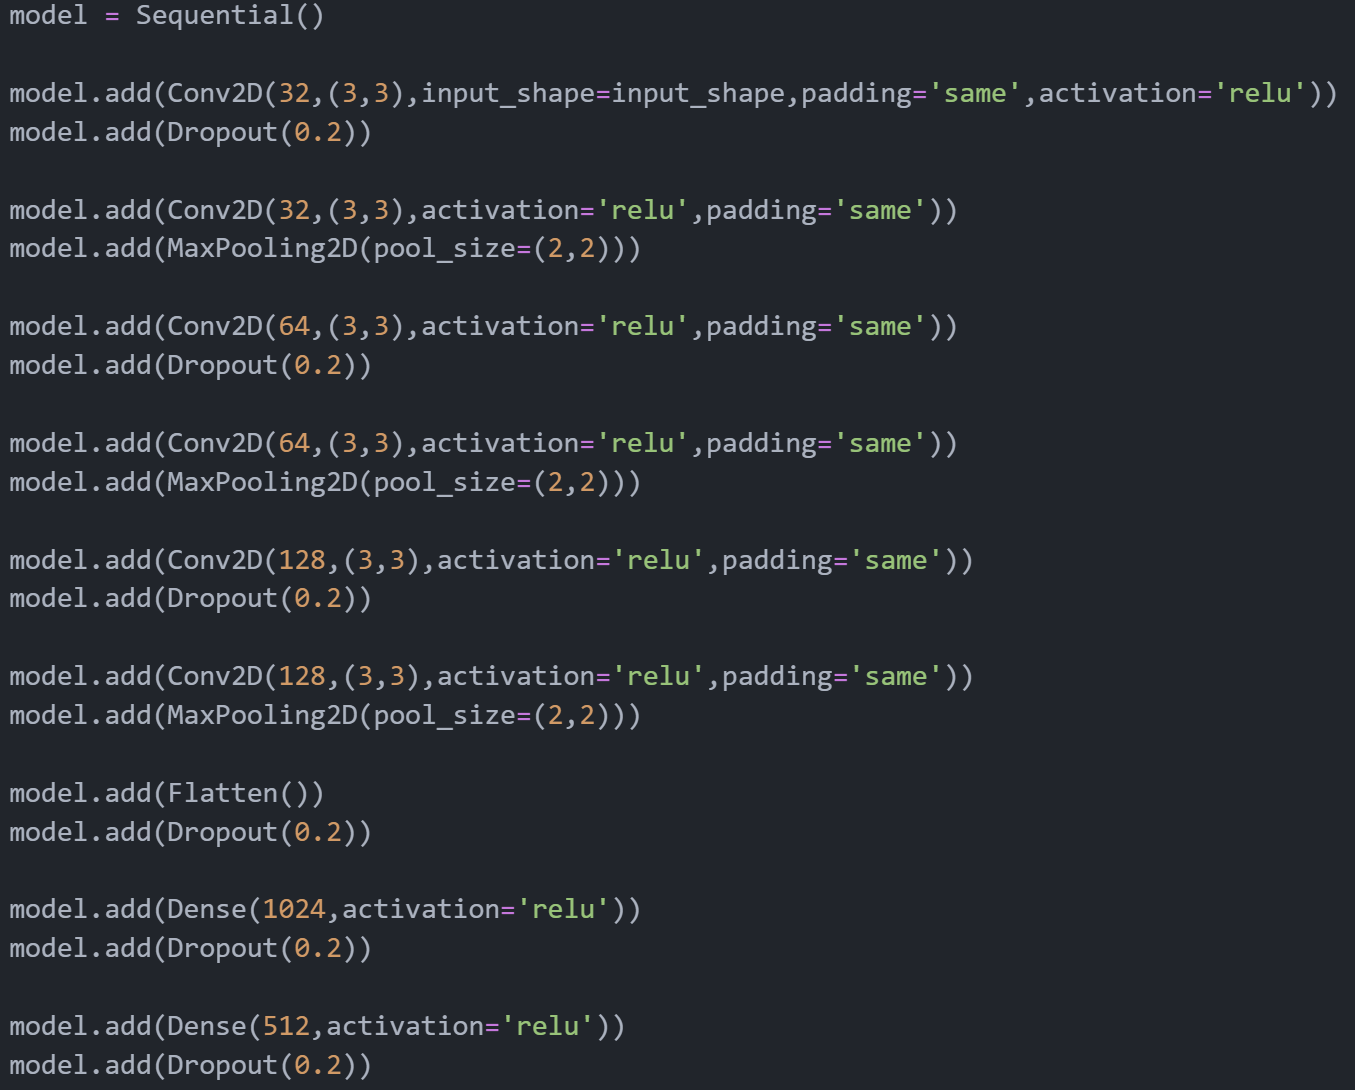 model = Sequential()
model.add(Conv2D(32,(3,3),input_shape=input_shape,padding='same',activation='relu'))
model.add(Dropout(0.2))
model.add(Conv2D(32,(3,3),activation='relu',padding='same'))
model.add(MaxPooling2D(pool_size=(2,2)))
model.add(Conv2D(64,(3,3),activation='relu',padding='same'))
model.add(Dropout(0.2))
model.add(Conv2D(64,(3,3),activation='relu',padding='same'))
model.add(MaxPooling2D(pool_size=(2,2)))
model.add(Conv2D(128,(3,3),activation='relu',padding='same'))
model.add(Dropout(0.2))
model.add(Conv2D(128,(3,3),activation='relu',padding='same'))
model.add(MaxPooling2D(pool_size=(2,2)))
model.add(Flatten())
model.add(Dropout(0.2))
model.add(Dense(1024,activation='relu'))
model.add(Dropout(0.2))
model.add(Dense(512,activation='relu'))
model.add(Dropout(0.2))